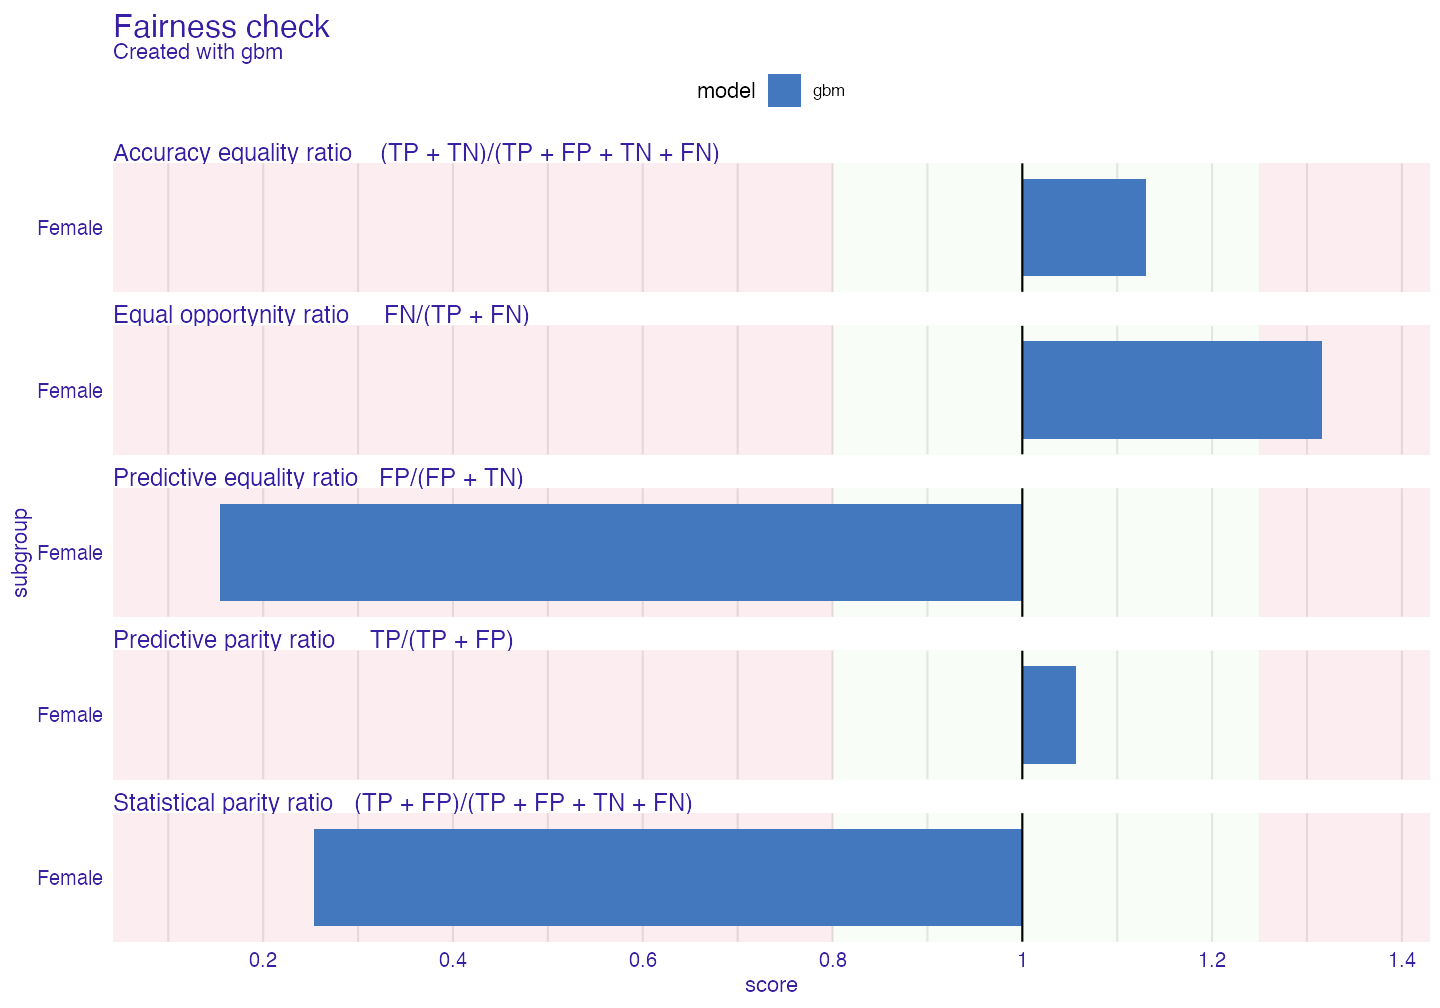 Fairness check
Created with gbm
model gbm
Accuracy equality ratio (TP + TN)/(TP + FP + TN + FN)
Female
Equal opportynity ratio FN/(TP + FN)
Female
Predictive equality ratio FP/(FP + TN)
Female
subgroup
Predictive parity ratio TP/(TP + FP)
Female
Statistical parity ratio (TP + FP)/(TP + FP + TN + FN)
Female
0.2 0.4 0.6 0.8 1 1.2 1.4
score